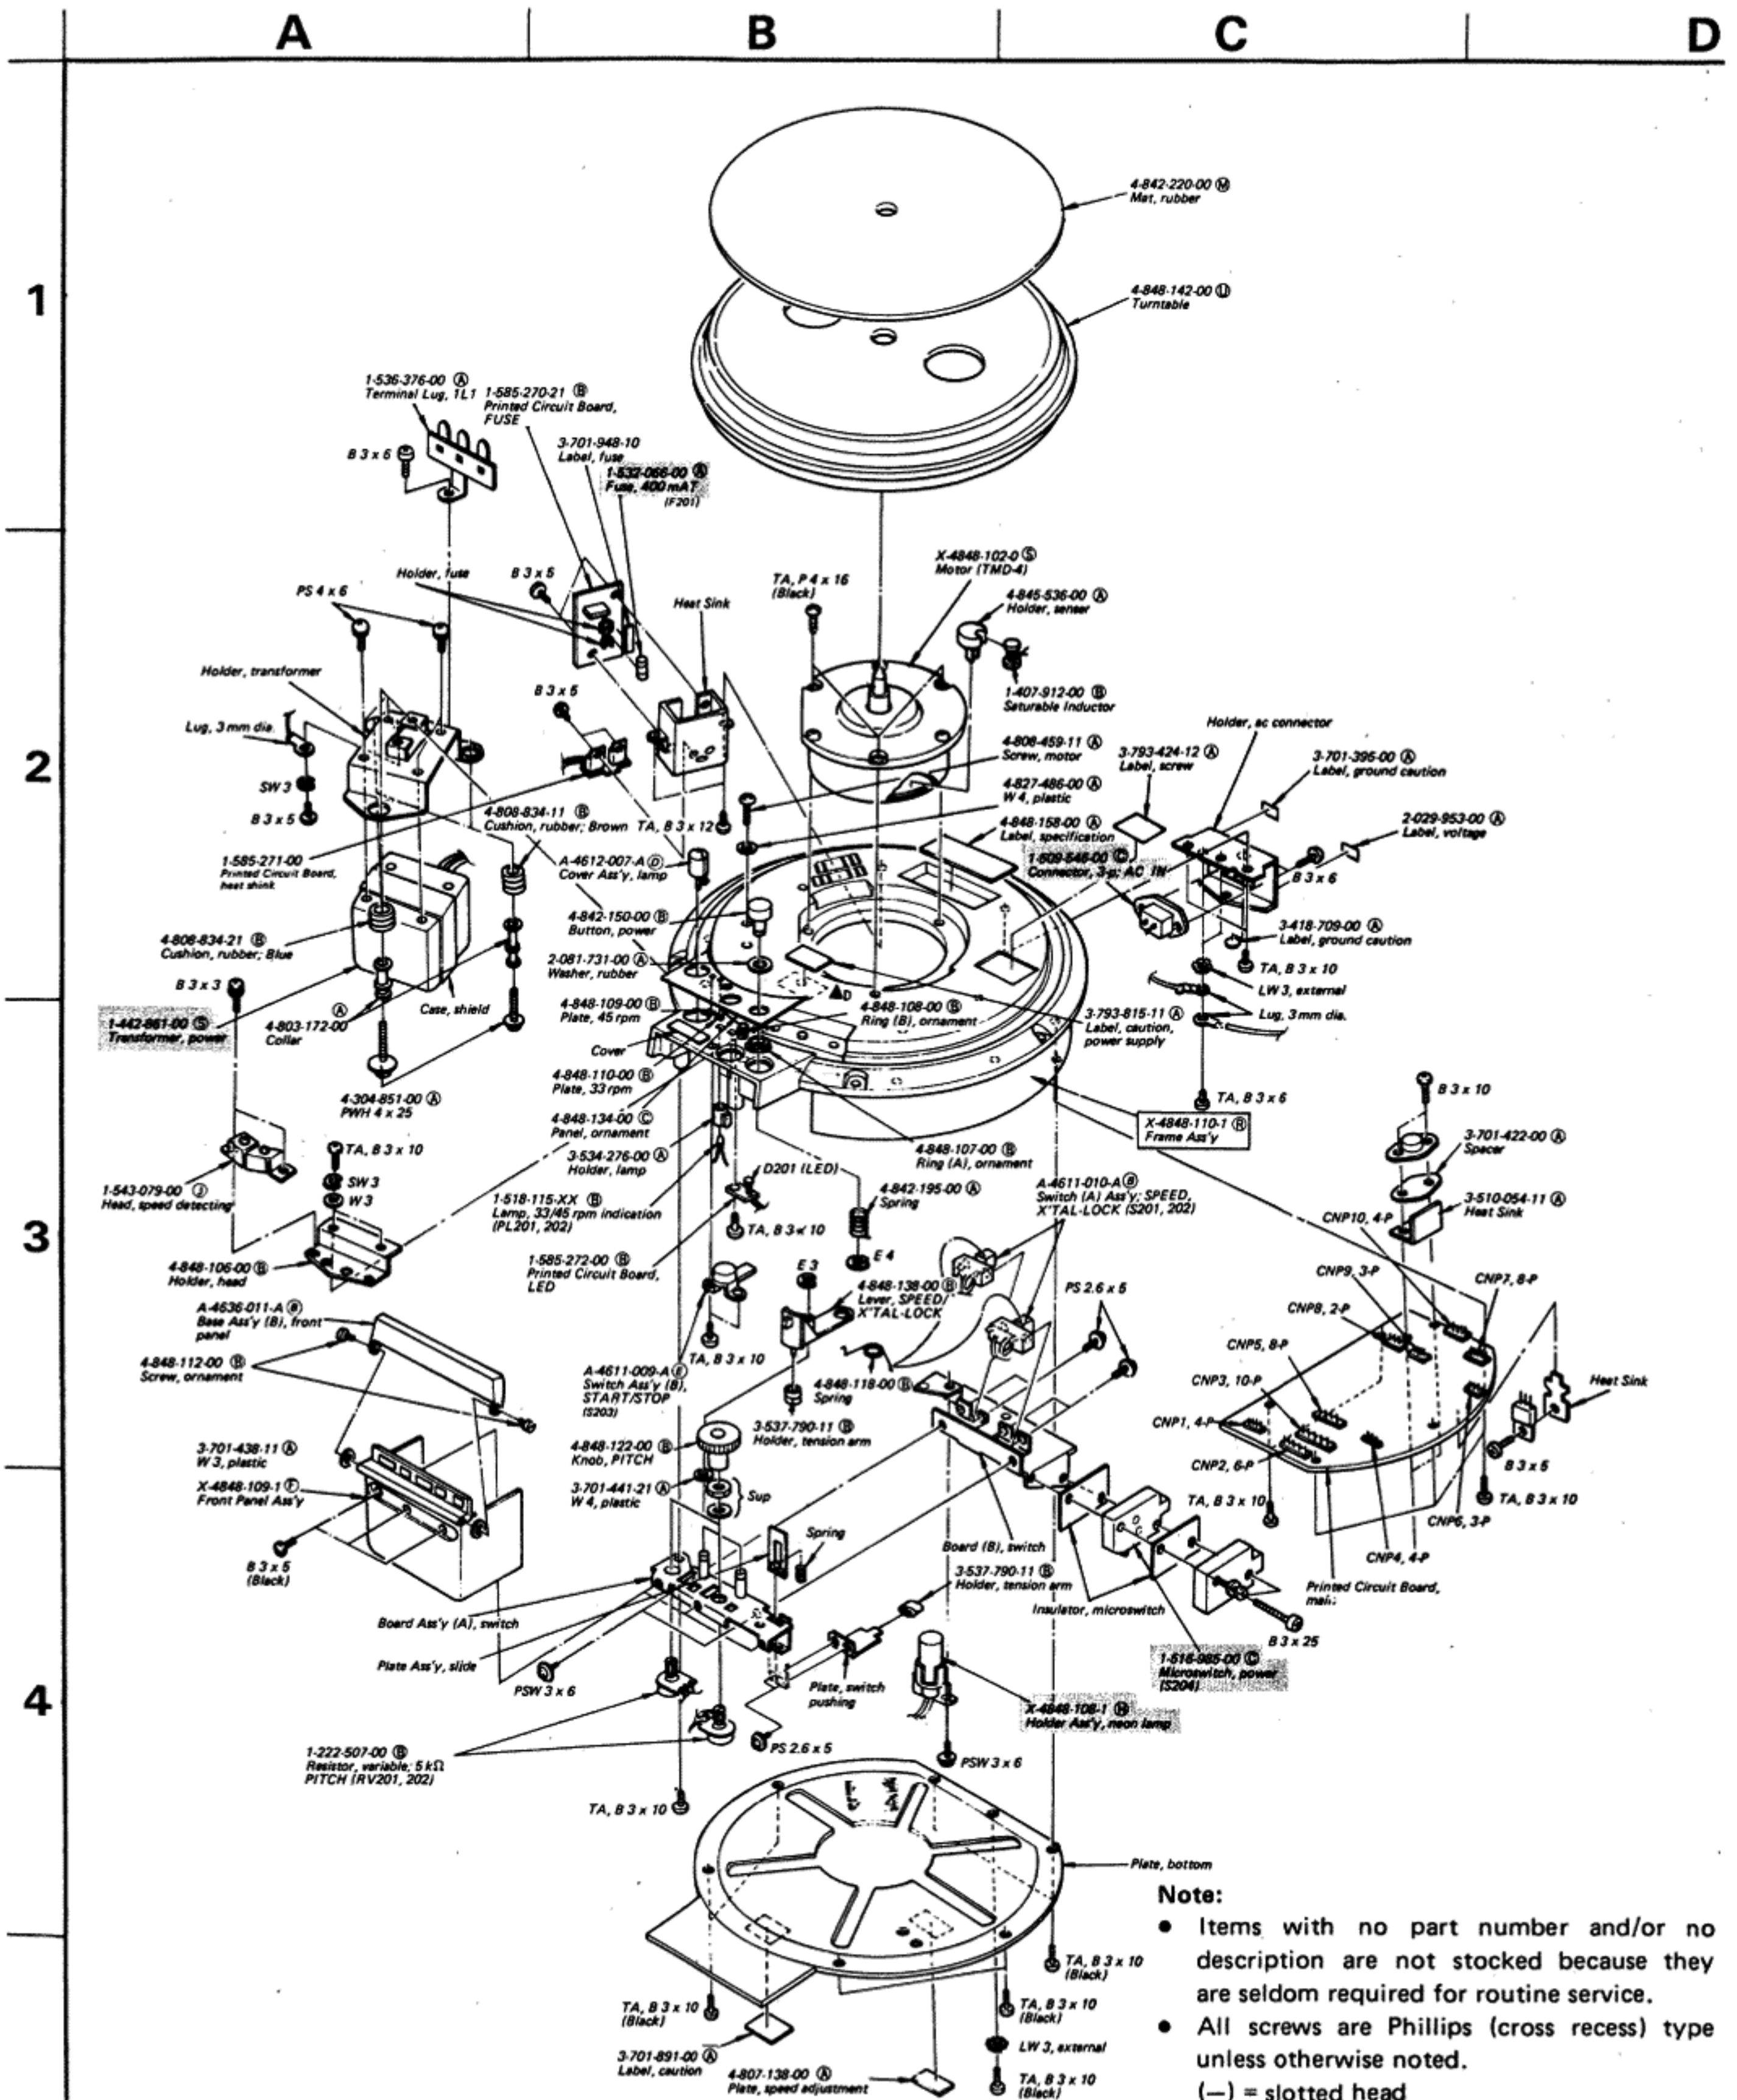 A
B
C
D
1
2
3
4
4-842-220-00 Ⓜ
Mat, rubber
4-848-142-00 Ⓤ
Turntable
1-536-376-00 Ⓐ
Terminal Lug, 1L1
1-585-270-21 Ⓑ
Printed Circuit Board,
FUSE
B 3 x 6
3-701-948-10
Label, fuse
1-532-066-00 Ⓐ
Fuse, 400 mAT
(F201)
Holder, fuse
B 3 x 5
PS 4 x 6
Heat Sink
TA, P 4 x 16
(Black)
X-4848-102-0 Ⓢ
Motor (TMD-4)
4-845-536-00 Ⓐ
Holder, senser
1-407-912-00 Ⓑ
Saturable Inductor
Holder, transformer
B 3 x 5
Lug, 3 mm dia.
SW 3
B 3 x 5
4-808-459-11 Ⓐ
Screw, motor
4-827-486-00 Ⓐ
W 4, plastic
4-848-158-00 Ⓐ
Label, specification
Holder, ac connector
3-793-424-12 Ⓐ
Label, screw
3-701-395-00 Ⓐ
Label, ground caution
2-029-953-00 Ⓐ
Label, voltage
4-808-834-11 Ⓑ
Cushion, rubber; Brown
TA, B 3 x 12
1-585-271-00
Printed Circuit Board,
heat shink
A-4612-007-A Ⓓ
Cover Ass'y, lamp
1-509-546-00 Ⓒ
Connector, 3-p; AC IN
B 3 x 6
4-842-150-00 Ⓑ
Button, power
4-808-834-21 Ⓑ
Cushion, rubber; Blue
2-081-731-00 Ⓐ
Washer, rubber
3-418-709-00 Ⓐ
Label, ground caution
TA, B 3 x 10
LW 3, external
B 3 x 3
Case, shield
4-848-109-00 Ⓑ
Plate, 45 rpm
D
4-848-108-00 Ⓑ
Ring (B), ornament
3-793-815-11 Ⓐ
Label, caution,
power supply
Lug, 3mm dia.
1-442-861-00 Ⓢ
Transformer, power
Ⓐ
4-803-172-00
Collar
Cover
4-848-110-00 Ⓑ
Plate, 33 rpm
4-304-851-00 Ⓐ
PWH 4 x 25
4-848-134-00 Ⓒ
Panel, ornament
TA, B 3 x 6
B 3 x 10
X-4848-110-1 Ⓡ
Frame Ass'y
3-701-422-00 Ⓐ
Spacer
TA, B 3 x 10
3-534-276-00 Ⓐ
Holder, lamp
D201 (LED)
4-848-107-00 Ⓑ
Ring (A), ornament
1-543-079-00 Ⓙ
Head, speed detecting
SW 3
W 3
1-518-115-XX Ⓑ
Lamp, 33/45 rpm indication
(PL201, 202)
4-842-195-00 Ⓐ
Spring
A-4611-010-A Ⓑ
Switch (A) Ass'y; SPEED,
X'TAL-LOCK (S201, 202)
3-510-054-11 Ⓐ
Heat Sink
CNP10, 4-P
TA, B 3 x 10
4-848-106-00 Ⓑ
Holder, head
1-585-272-00 Ⓑ
Printed Circuit Board,
LED
E 4
E 3
4-848-138-00 Ⓑ
Lever, SPEED/
X'TAL-LOCK
PS 2.6 x 5
CNP9, 3-P
CNP7, 8-P
CNP8, 2-P
A-4636-011-A Ⓑ
Base Ass'y (B), front
panel
4-848-112-00 Ⓑ
Screw, ornament
TA, B 3 x 10
A-4611-009-A Ⓔ
Switch Ass'y (B),
START/STOP
(S203)
4-848-118-00 Ⓑ
Spring
CNP5, 8-P
CNP3, 10-P
Heat Sink
3-537-790-11 Ⓑ
Holder, tension arm
CNP1, 4-P
4-848-122-00 Ⓑ
Knob, PITCH
CNP2, 6-P
B 3 x 5
3-701-438-11 Ⓐ
W 3, plastic
X-4848-109-1 Ⓕ
Front Panel Ass'y
3-701-441-21 Ⓐ
W 4, plastic
Sup
TA, B 3 x 10
TA, B 3 x 10
CNP6, 3-P
B 3 x 5
(Black)
Spring
Board (B), switch
CNP4, 4-P
3-537-790-11 Ⓑ
Holder, tension arm
Insulator, microswitch
Printed Circuit Board,
main
Board Ass'y (A), switch
B 3 x 25
Plate Ass'y, slide
1-516-985-00 Ⓒ
Microswitch, power
(S204)
PSW 3 x 6
Plate, switch
pushing
X-4848-108-1 Ⓗ
Holder Ass'y, neon lamp
1-222-507-00 Ⓑ
Resistor, variable; 5 kΩ
PITCH (RV201, 202)
PS 2.6 x 5
PSW 3 x 6
TA, B 3 x 10
Plate, bottom
Note:
● Items with no part number and/or no
description are not stocked because they
are seldom required for routine service.
● All screws are Phillips (cross recess) type
unless otherwise noted.
(—) = slotted head
TA, B 3 x 10
(Black)
TA, B 3 x 10
(Black)
TA, B 3 x 10
(Black)
LW 3, external
3-701-891-00 Ⓐ
Label, caution
4-807-138-00 Ⓐ
Plate, speed adjustment
TA, B 3 x 10
(Black)